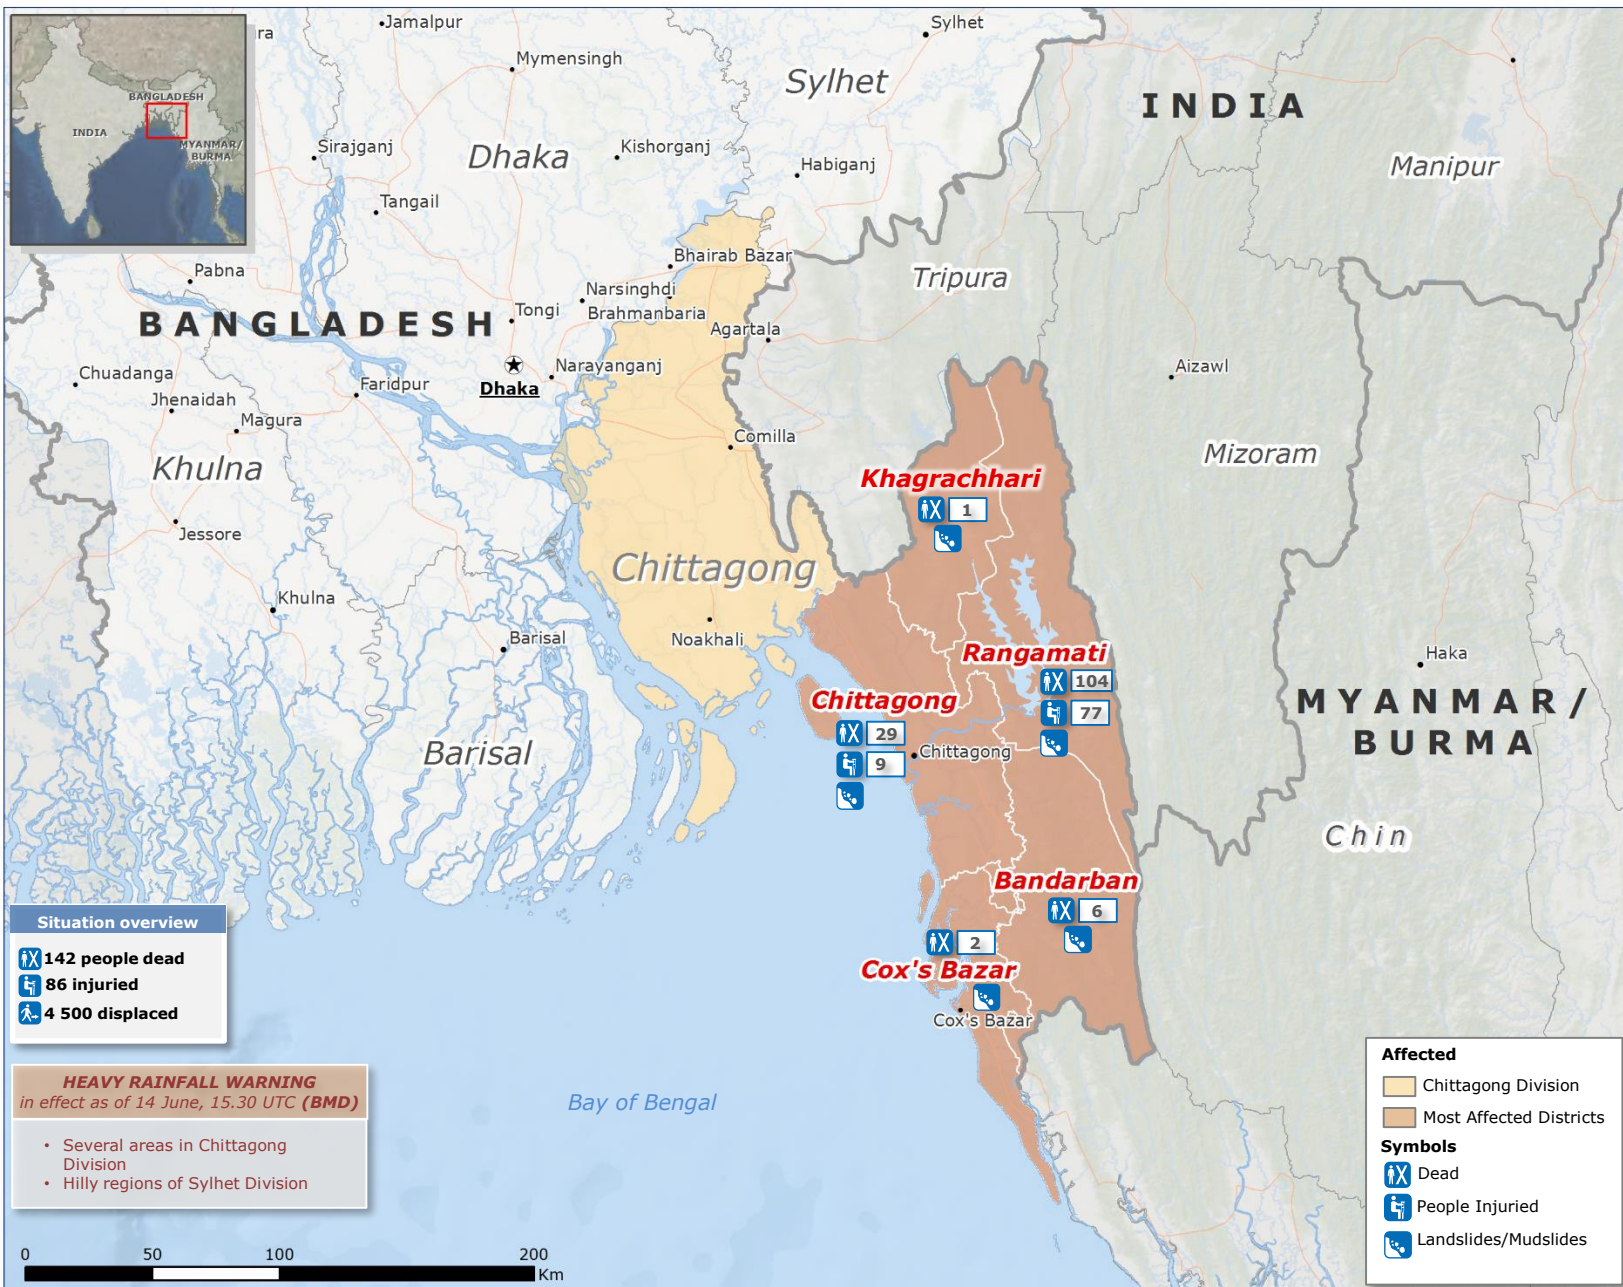 Jamalpur
Sylhet
ra
Mymensingh
Sylhet
BANGLADESH
INDIA
MYANMAR/
BURMA
INDIA
Sirajganj
Dhaka
Kishorganj
Habiganj
Manipur
Tangail
Bhairab Bazar
Pabna
Tripura
Narsinghdi
BANGLADESH
Tongi
Brahmanbaria
Agartala
Chuadanga
Narayanganj
Aizawl
Dhaka
Faridpur
Jhenaidah
Magura
Comilla
Mizoram
Khulna
Khagrachhari
1
Jessore
Chittagong
Khulna
Barisal
Noakhali
Rangamati
Haka
104
77
MYANMAR/
BURMA
Chittagong
29
9
Chittagong
Barisal
Chin
Bandarban
6
2
Cox's Bazar
Cox's Bazar
Situation overview
142 people dead
86 injuried
4 500 displaced
HEAVY RAINFALL WARNING
in effect as of 14 June, 15.30 UTC (BMD)
• Several areas in Chittagong
Division
• Hilly regions of Sylhet Division
Bay of Bengal
Affected
Chittagong Division
Most Affected Districts
Symbols
Dead
People Injuried
Landslides/Mudslides
0 50 100 200
Km